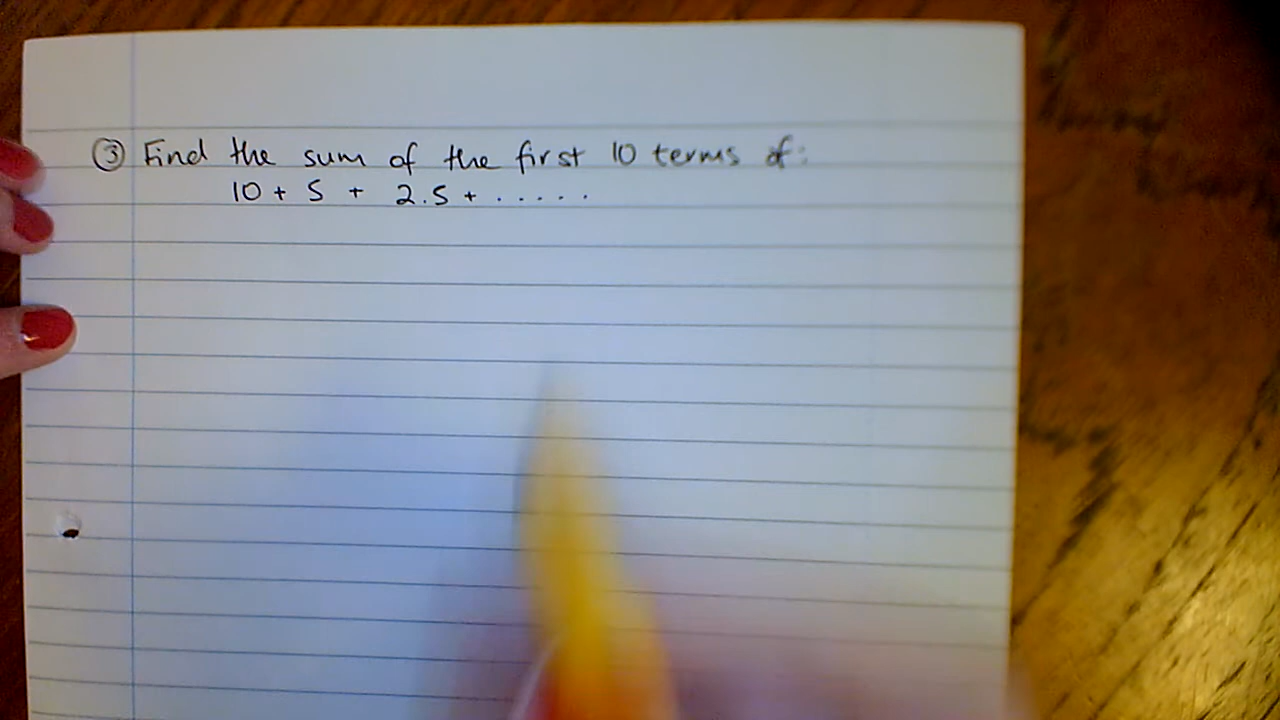 ③ Find the sum of the first 10 terms of:
10 + 5 + 2.5 + .....